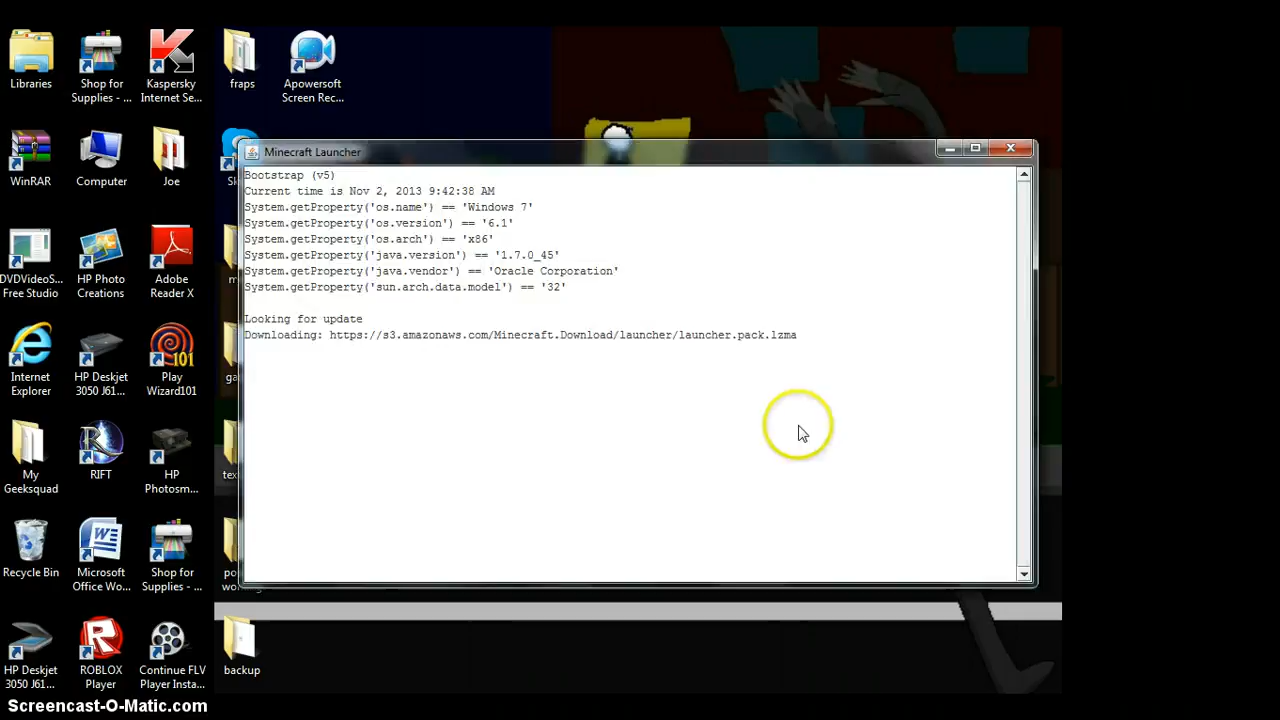 Libraries
Shop for
Supplies - ...
Kaspersky
Internet Se...
fraps
Apowersoft
Screen Rec...
WinRAR
Computer
Joe
Minecraft Launcher
Bootstrap (v5)
Current time is Nov 2, 2013 9:42:38 AM
System.getProperty('os.name') == 'Windows 7'
System.getProperty('os.version') == '6.1'
System.getProperty('os.arch') == 'x86'
System.getProperty('java.version') == '1.7.0_45'
System.getProperty('java.vendor') == 'Oracle Corporation'
System.getProperty('sun.arch.data.model') == '32'
Looking for update
Downloading: https://s3.amazonaws.com/Minecraft.Download/launcher/launcher.pack.lzma
DVDVideoS...
Free Studio
HP Photo
Creations
Adobe
Reader X
Internet
Explorer
HP Deskjet
3050 J61...
Play
Wizard101
My
Geeksquad
RIFT
HP
Photosm...
Recycle Bin
Microsoft
Office Wo...
Shop for
Supplies - ...
HP Deskjet
3050 J61...
ROBLOX
Player
Continue FLV
Player Insta...
backup
Screencast-O-Matic.com